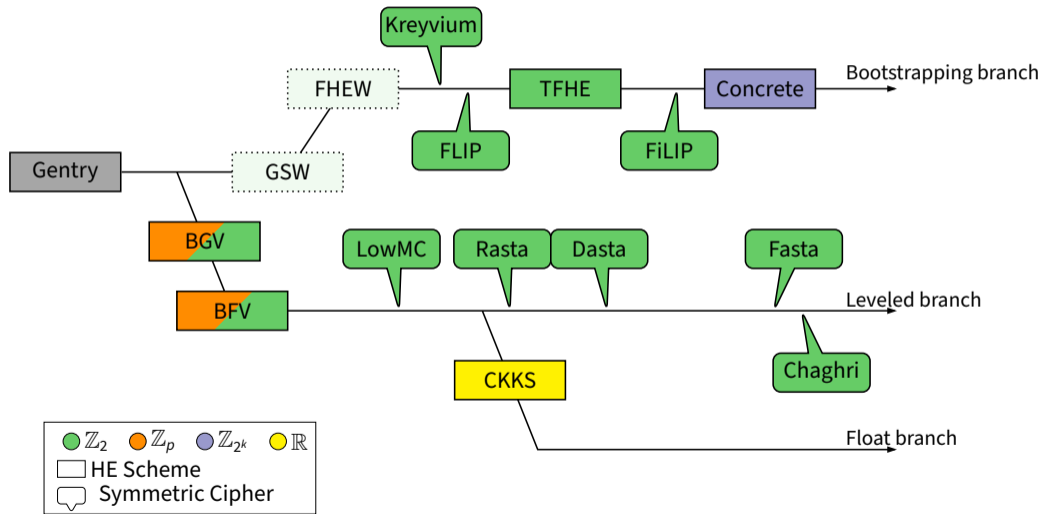 Kreyvium
Bootstrapping branch
FHEW
TFHE
Concrete
FLIP
FiLIP
Gentry
GSW
BGV
LowMC
Rasta
Dasta
Fasta
BFV
Leveled branch
Chaghri
CKKS
Float branch
ℤ₂ ℤₚ ℤ₂ᵏ ℝ
HE Scheme
Symmetric Cipher